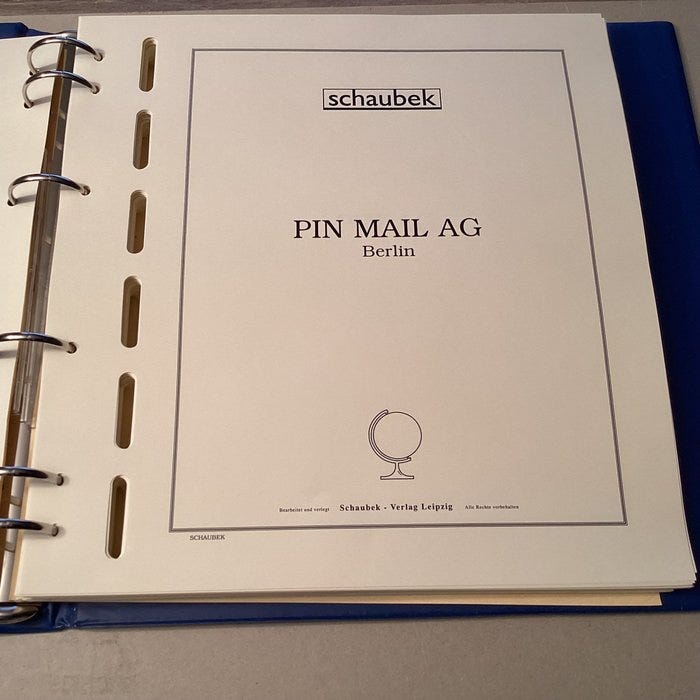 schaubek
PIN MAIL AG
Berlin
Bearbeitet und verlegt Schaubek - Verlag Leipzig Alle Rechte vorbehalten
SCHAUBEK